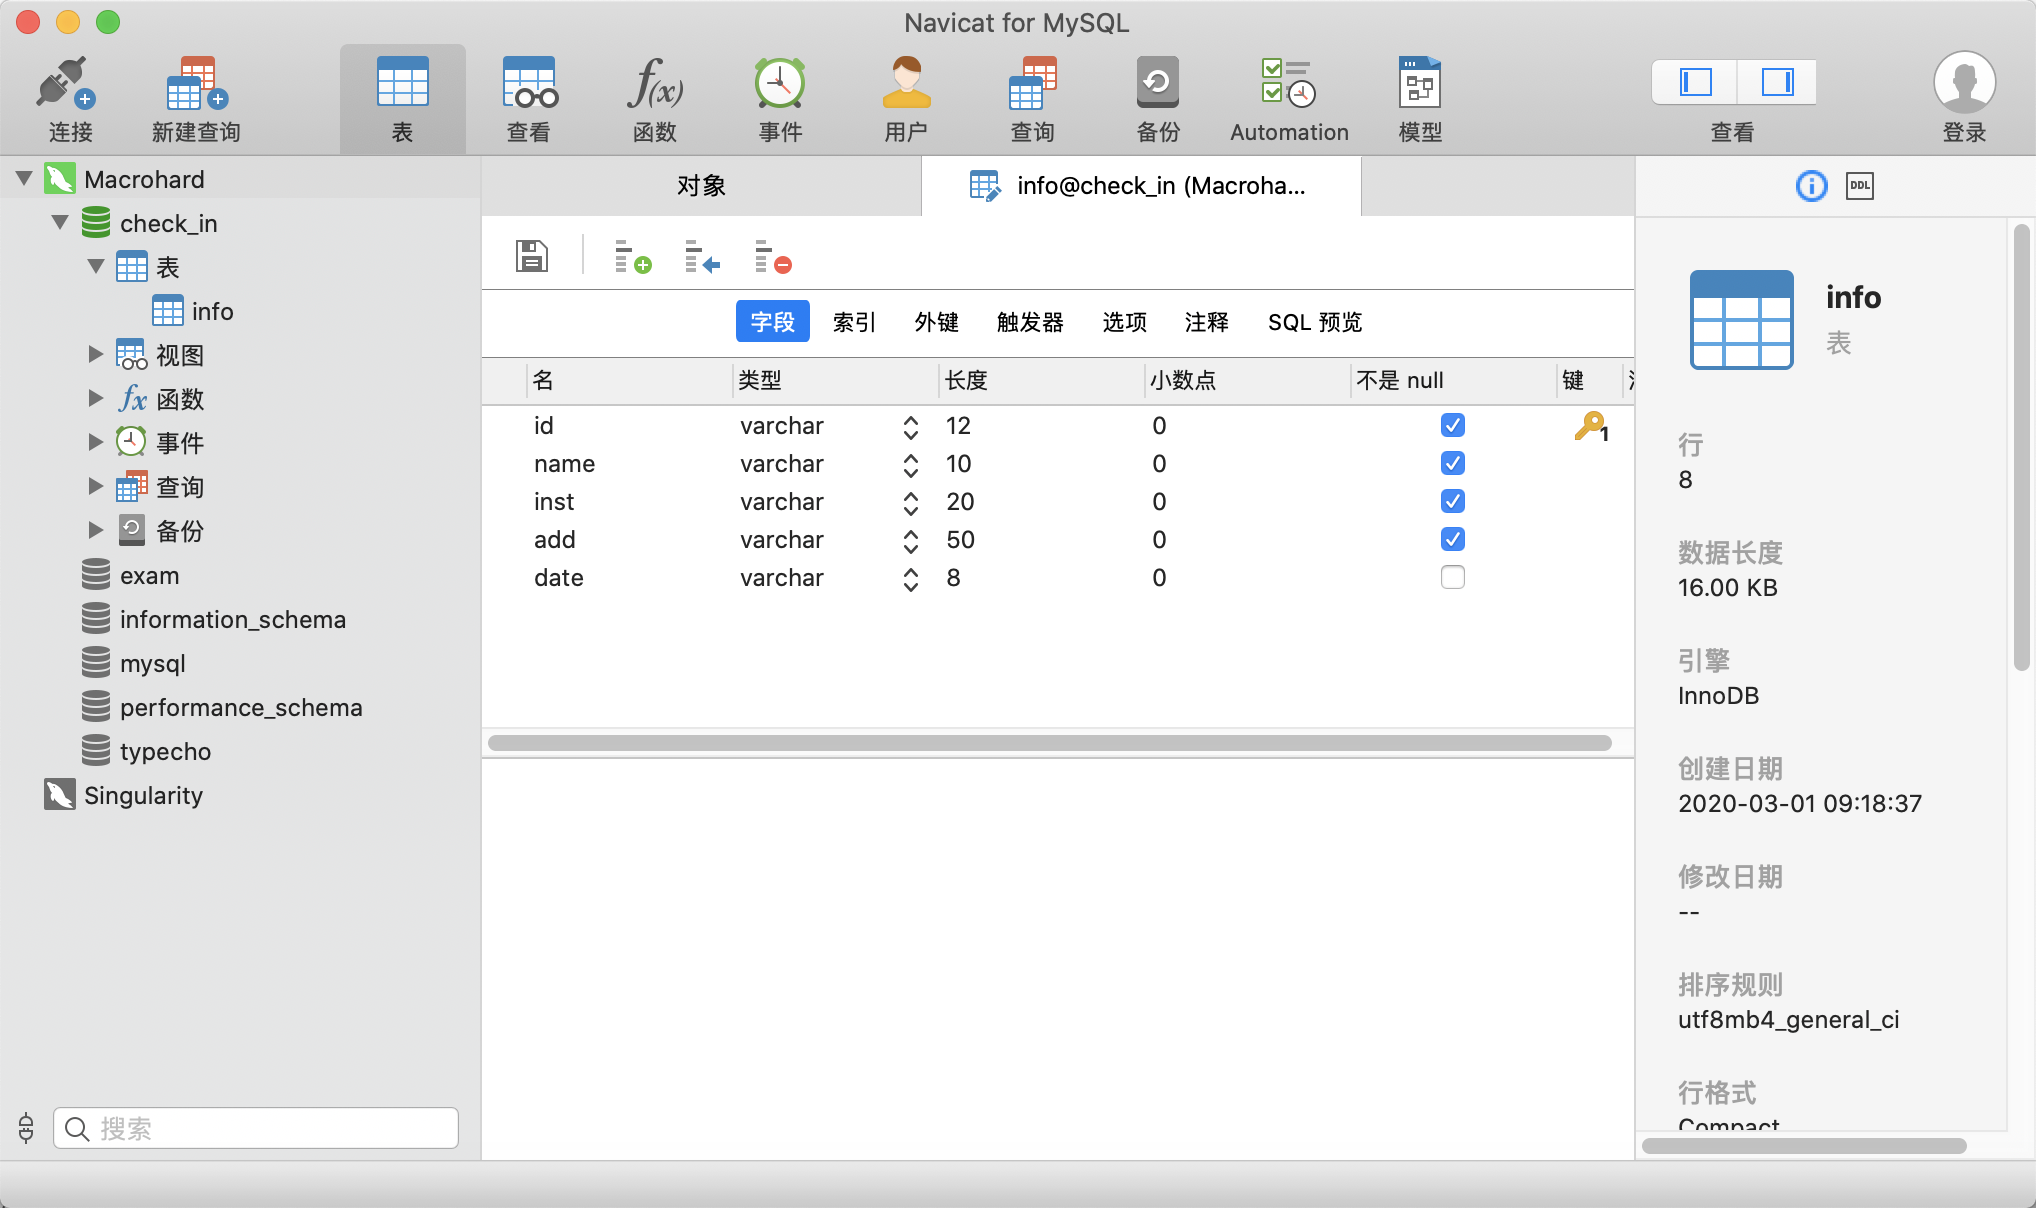 Navicat for MySQL
连接
新建查询
表
查看
函数
事件
用户
查询
备份
Automation
模型
查看
登录
Macrohard
check_in
表
info
视图
函数
事件
查询
备份
exam
information_schema
mysql
performance_schema
typecho
Singularity
搜索
对象
info@check_in (Macroha...
字段 索引 外键 触发器 选项 注释 SQL 预览
名 类型 长度 小数点 不是 null 键
id varchar 12 0 1
name varchar 10 0
inst varchar 20 0
add varchar 50 0
date varchar 8 0
DDL
info
表
行
8
数据长度
16.00 KB
引擎
InnoDB
创建日期
2020-03-01 09:18:37
修改日期
--
排序规则
utf8mb4_general_ci
行格式
Compact